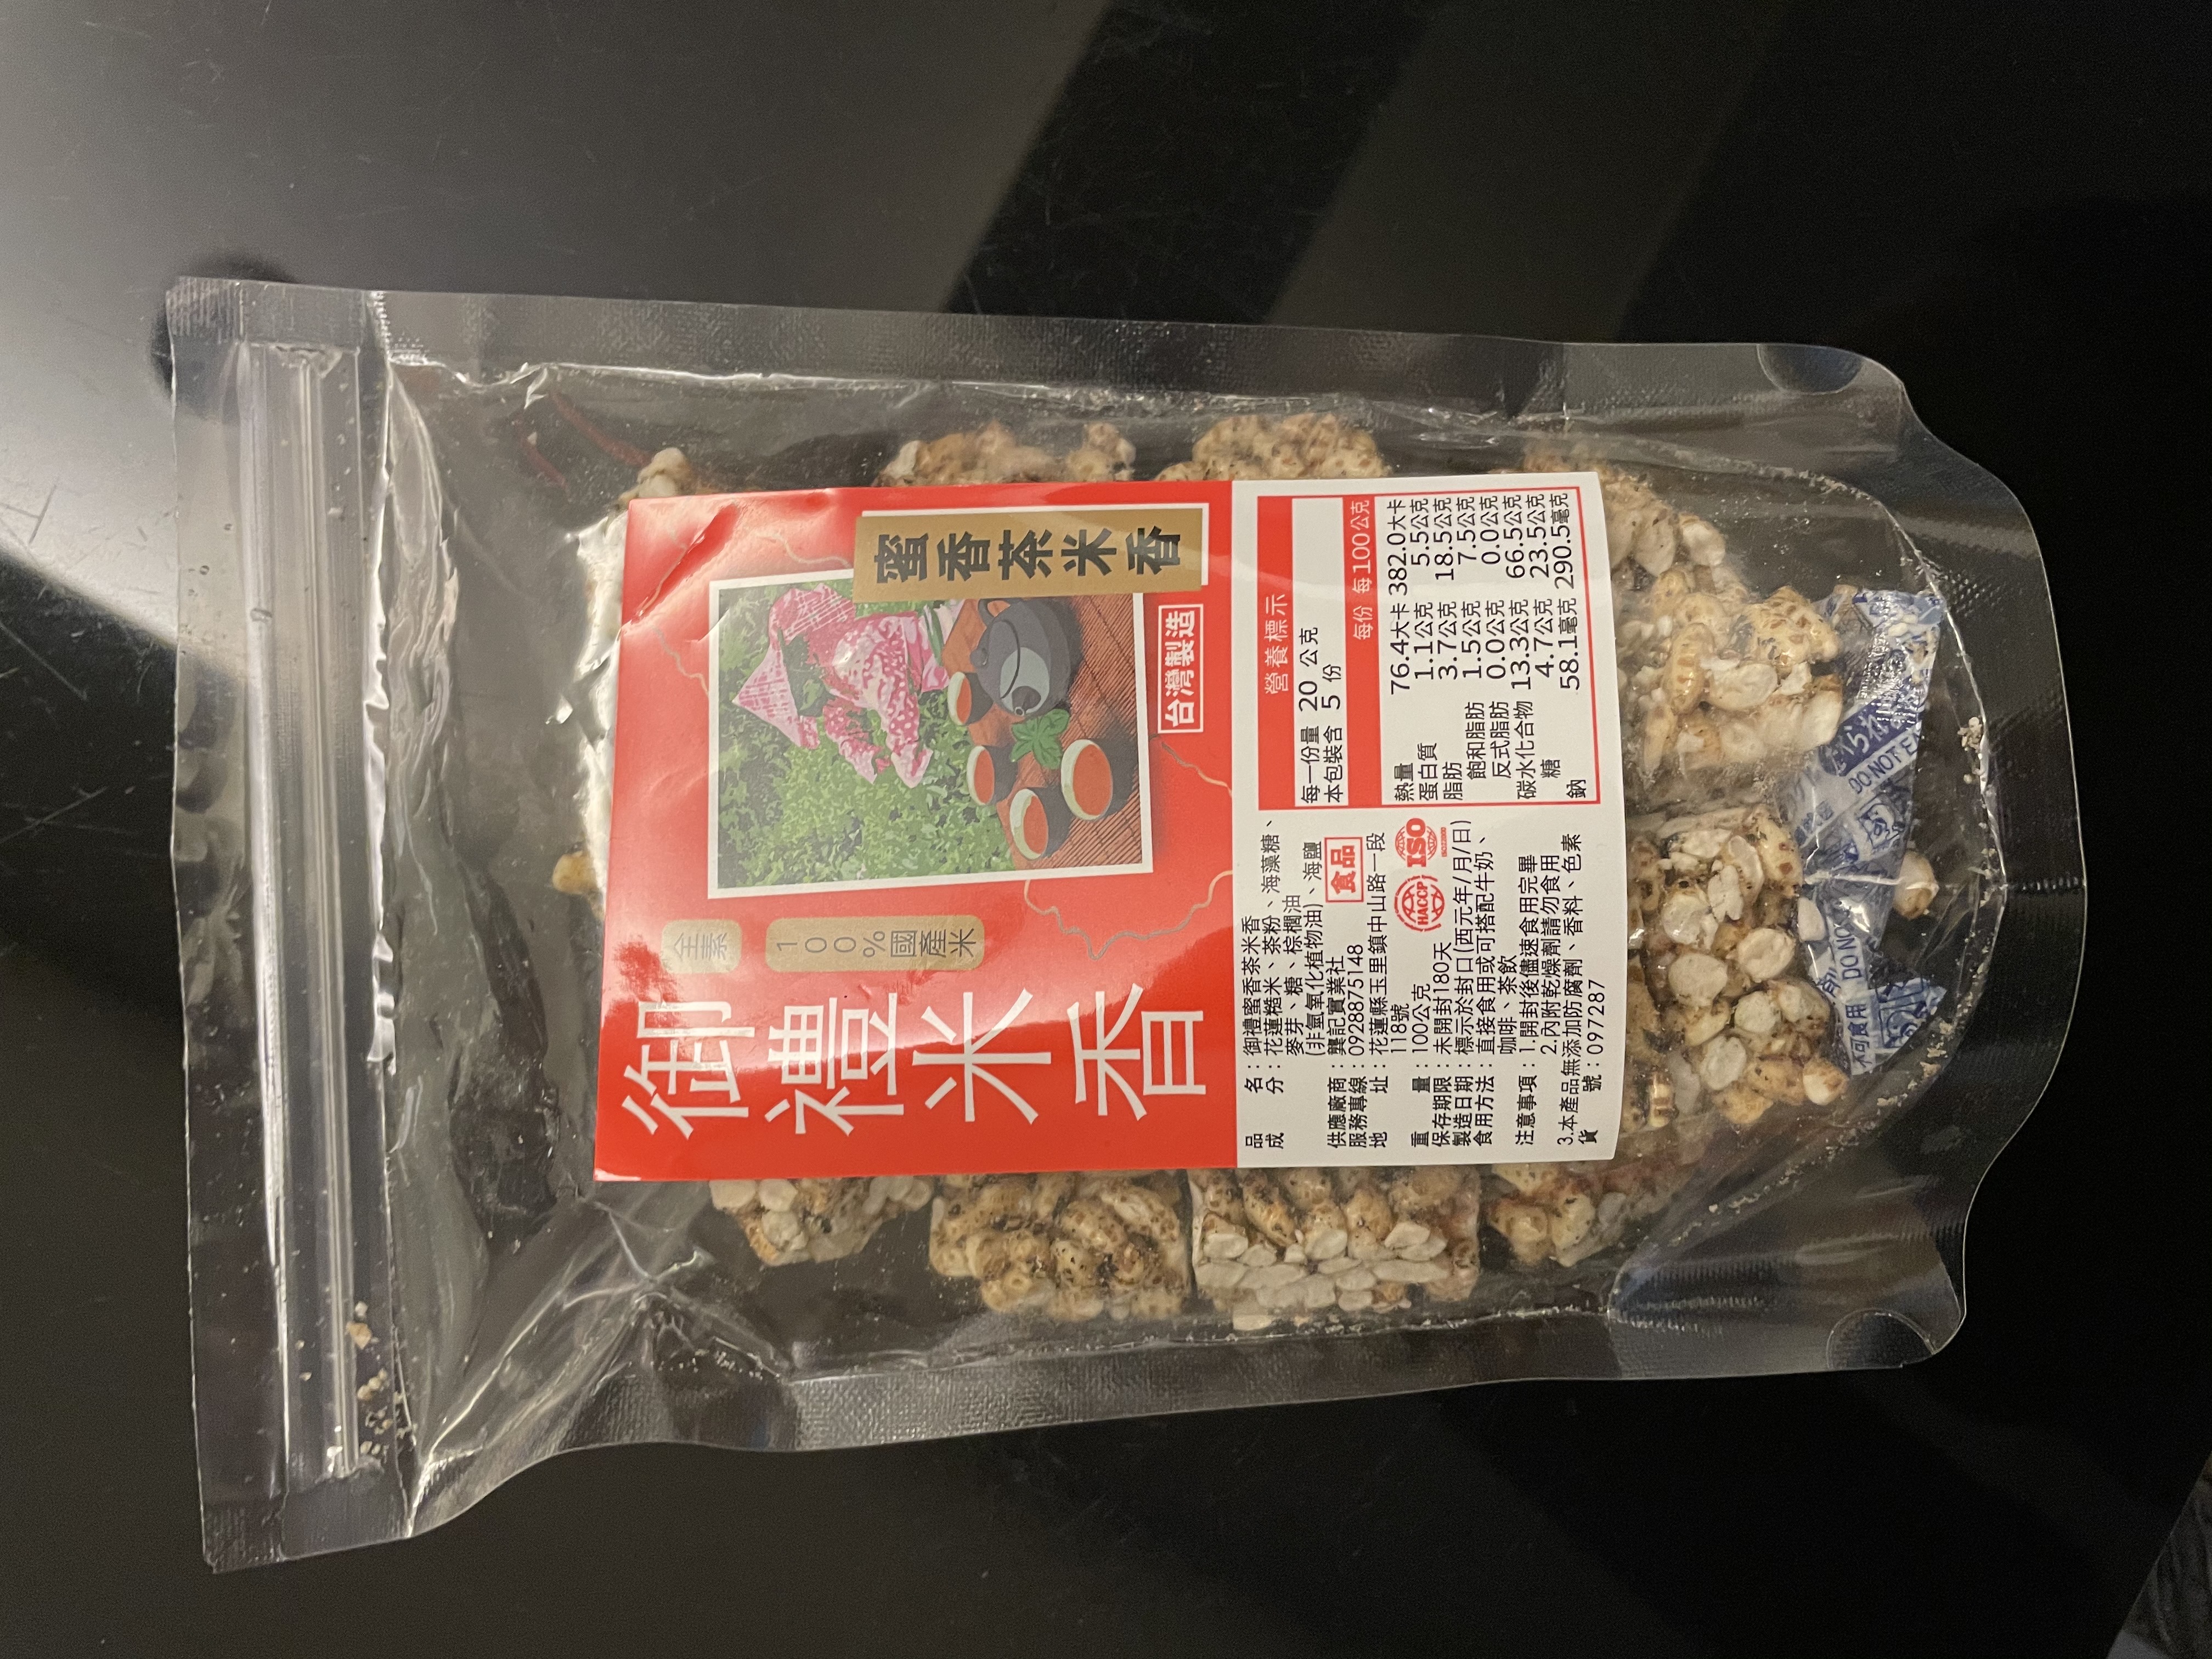 御禮米香
全素
100%國產米
蜜香茶米香
台灣製造
品名：御禮蜜香茶米香
成分：花蓮糙米、茶粉、海藻糖、
麥芽、糖、棕櫚油
(非氫氧化植物油)、海鹽
供應廠商：龔記實業社
服務專線：0928875148
地址：花蓮縣玉里鎮中山路一段
118號
重量：100公克
保存期限：未開封180天
製造日期：標示於封口(西元年/月/日)
食用方法：直接食用或可搭配牛奶、
咖啡、茶飲
注意事項：1.開封後儘速食用完畢
2.內附乾燥劑請勿食用
3.本產品無添加防腐劑、香料、色素
貨號：097287
食品
HACCP
ISO
營養標示
每一份量 20 公克
本包裝含 5 份
每份 每100公克
熱量 76.4大卡 382.0大卡
蛋白質 1.1公克 5.5公克
脂肪 3.7公克 18.5公克
飽和脂肪 1.5公克 7.5公克
反式脂肪 0.0公克 0.0公克
碳水化合物 13.3公克 66.5公克
糖 4.7公克 23.5公克
鈉 58.1毫克 290.5毫克
不可食用
DO NO
DO NOT E